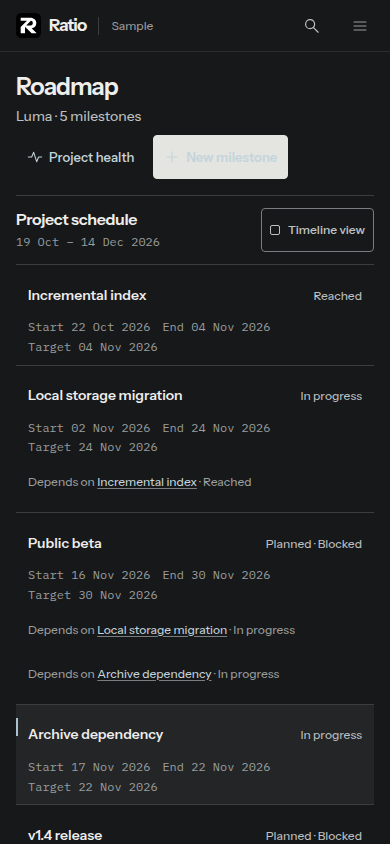 Ratio
Sample
Roadmap
Luma · 5 milestones
Project health
New milestone
Project schedule
19 Oct – 14 Dec 2026
Timeline view
Incremental index
Reached
Start 22 Oct 2026 End 04 Nov 2026
Target 04 Nov 2026
Local storage migration
In progress
Start 02 Nov 2026 End 24 Nov 2026
Target 24 Nov 2026
Depends on Incremental index · Reached
Public beta
Planned · Blocked
Start 16 Nov 2026 End 30 Nov 2026
Target 30 Nov 2026
Depends on Local storage migration · In progress
Depends on Archive dependency · In progress
Archive dependency
In progress
Start 17 Nov 2026 End 22 Nov 2026
Target 22 Nov 2026
v1.4 release
Planned · Blocked